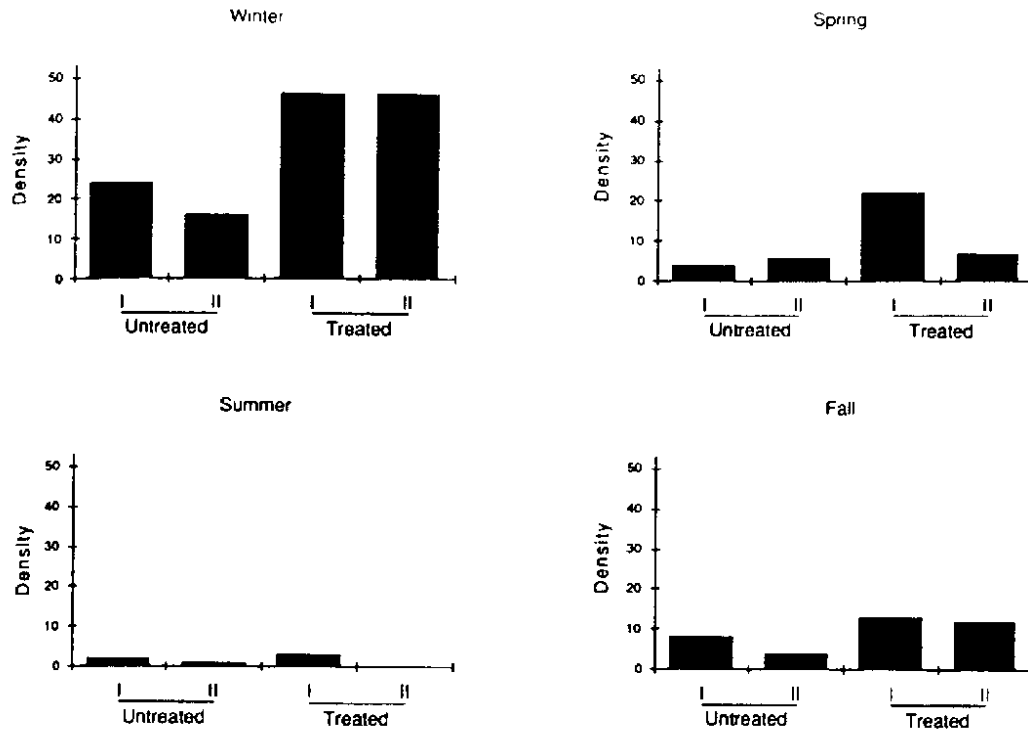 Winter
50
40
30
20
10
0
Density
I II
Untreated
I II
Treated
Spring
50
40
30
20
10
0
Density
I II
Untreated
I II
Treated
Summer
50
40
30
20
10
0
Density
I II
Untreated
I II
Treated
Fall
50
40
30
20
10
0
Density
I II
Untreated
I II
Treated